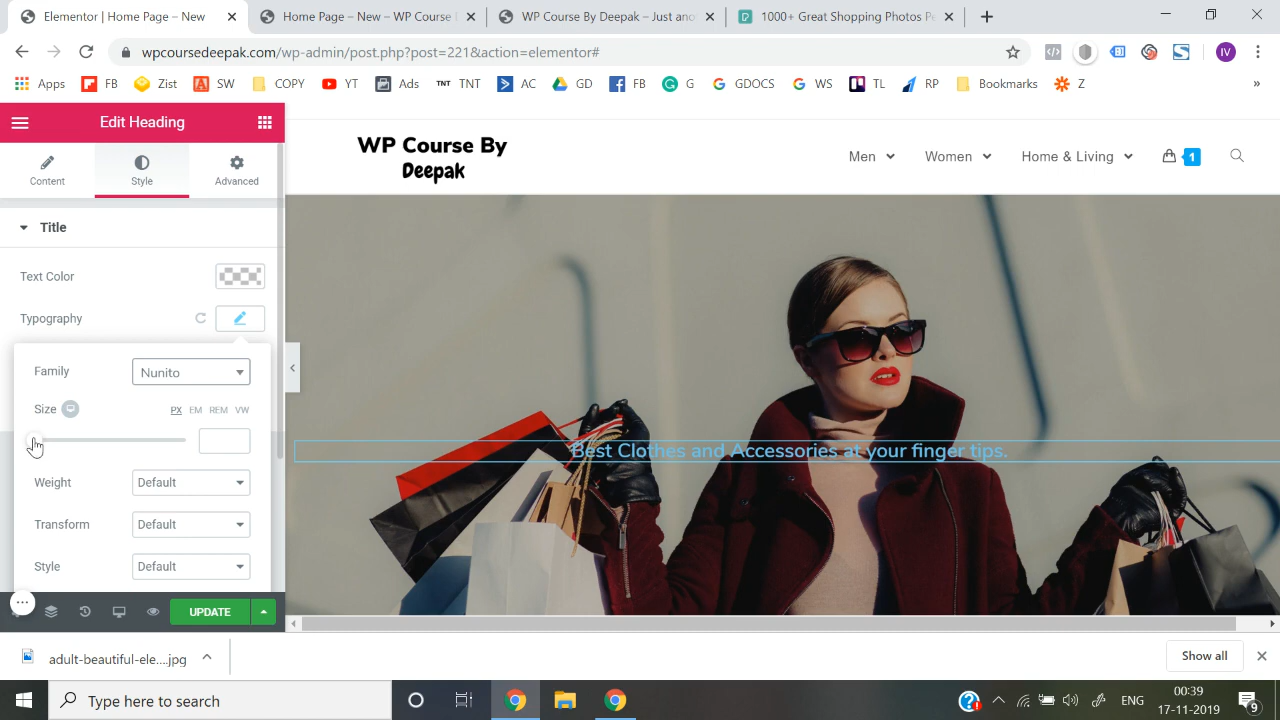 Elementor | Home Page – New
Home Page – New – WP Course
WP Course By Deepak – Just ano
1000+ Great Shopping Photos Pe
wpcoursedeepak.com/wp-admin/post.php?post=221&action=elementor#
IV
Apps FB Zist SW COPY YT Ads TNT TNT AC GD FB G GDOCS WS TL RP Bookmarks Z »
Edit Heading
Content
Style
Advanced
Title
Text Color
Typography
Family
Nunito
Size
PX EM REM VW
Weight
Default
Transform
Default
Style
Default
UPDATE
WP Course By
Deepak
Men
Women
Home & Living
1
Best Clothes and Accessories at your finger tips.
adult-beautiful-ele....jpg
Show all
Type here to search
ENG
00:39
17-11-2019
9